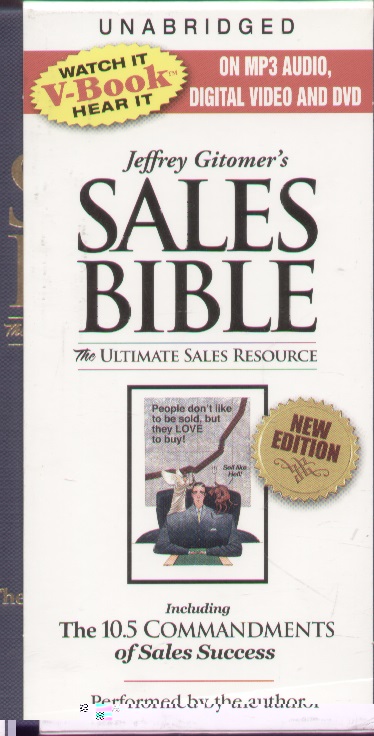 UNABRIDGED
WATCH IT
V-Book™
HEAR IT
ON MP3 AUDIO,
DIGITAL VIDEO AND DVD
Jeffrey Gitomer's
SALES
BIBLE
The ULTIMATE SALES RESOURCE
People don't like
to be sold, but
they LOVE
to buy!
Sell like
Hell!
NEW
EDITION
Including
The 10.5 COMMANDMENTS
of Sales Success
Performed by the author